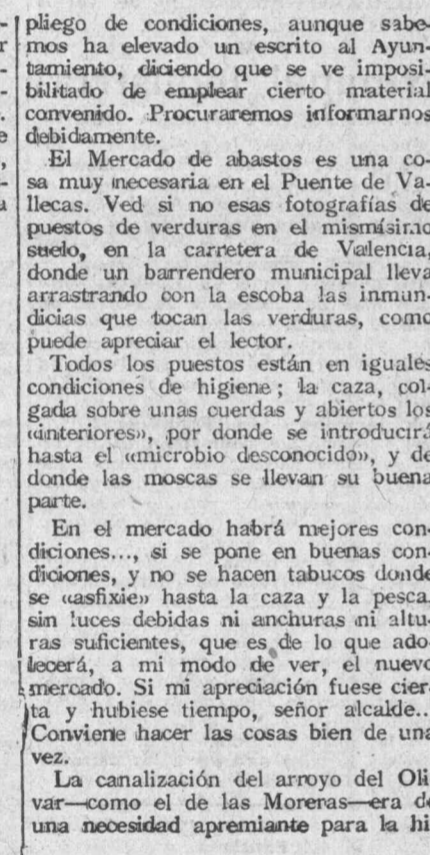 pliego de condiciones, aunque sabe-
mos ha elevado un escrito al Ayun-
tamiento, diciendo que se ve imposi-
bilitado de emplear cierto material
convenido. Procuraremos informarnos
debidamente.
El Mercado de abastos es una co-
sa muy necesaria en el Puente de Va-
llecas. Ved si no esas fotografías de
puestos de verduras en el mismísimo
suelo, en la carretera de Valencia,
donde un barrendero municipal lleva
arrastrando con la escoba las inmun-
dicias que tocan las verduras, como
puede apreciar el lector.
Todos los puestos están en iguales
condiciones de higiene; la caza, col-
gada sobre unas cuerdas y abiertos los
«interiores», por donde se introducirá
hasta el «microbio desconocido», y de
donde las moscas se llevan su buena
parte.
En el mercado habrá mejores con-
diciones..., si se pone en buenas con-
diciones, y no se hacen tabucos donde
se «asfixie» hasta la caza y la pesca,
sin luces debidas ni anchuras ni altu-
ras suficientes, que es de lo que ado-
lecerá, a mi modo de ver, el nuevo
mercado. Si mi apreciación fuese cier-
ta y hubiese tiempo, señor alcalde...
Conviene hacer las cosas bien de una
vez.
La canalización del arroyo del Oli-
var—como el de las Morenas—era de
una necesidad apremiante para la hi-